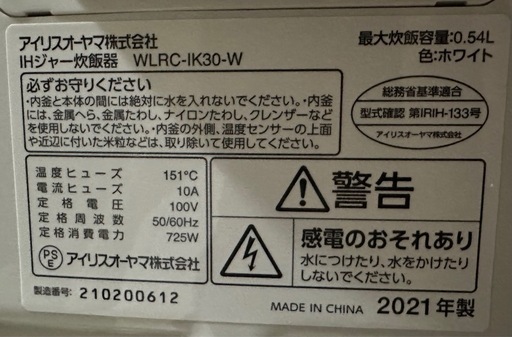 アイリスオーヤマ株式会社
IHジャー炊飯器 WLRC-IK30-W
最大炊飯容量:0.54L
色:ホワイト
必ずお守りください
・内釜と本体の間には絶対に水を入れないでください。・内釜
には、金属へら、金属たわし、ナイロンたわし、クレンザーなど
を使用しないでください。・内釜の外側、温度センサーの上面
や近辺に付いた米粒などは、取り除いて使用してください。
総務省基準適合
型式確認 第IRIH-133号
アイリスオーヤマ株式会社
温度ヒューズ 151℃
電流ヒューズ 10A
定格電圧 100V
定格周波数 50/60Hz
定格消費電力 725W
PSE アイリスオーヤマ株式会社
製造番号: 210200612
警告
感電のおそれあり
水につけたり、水をかけたり
しないでください。
MADE IN CHINA 2021年製